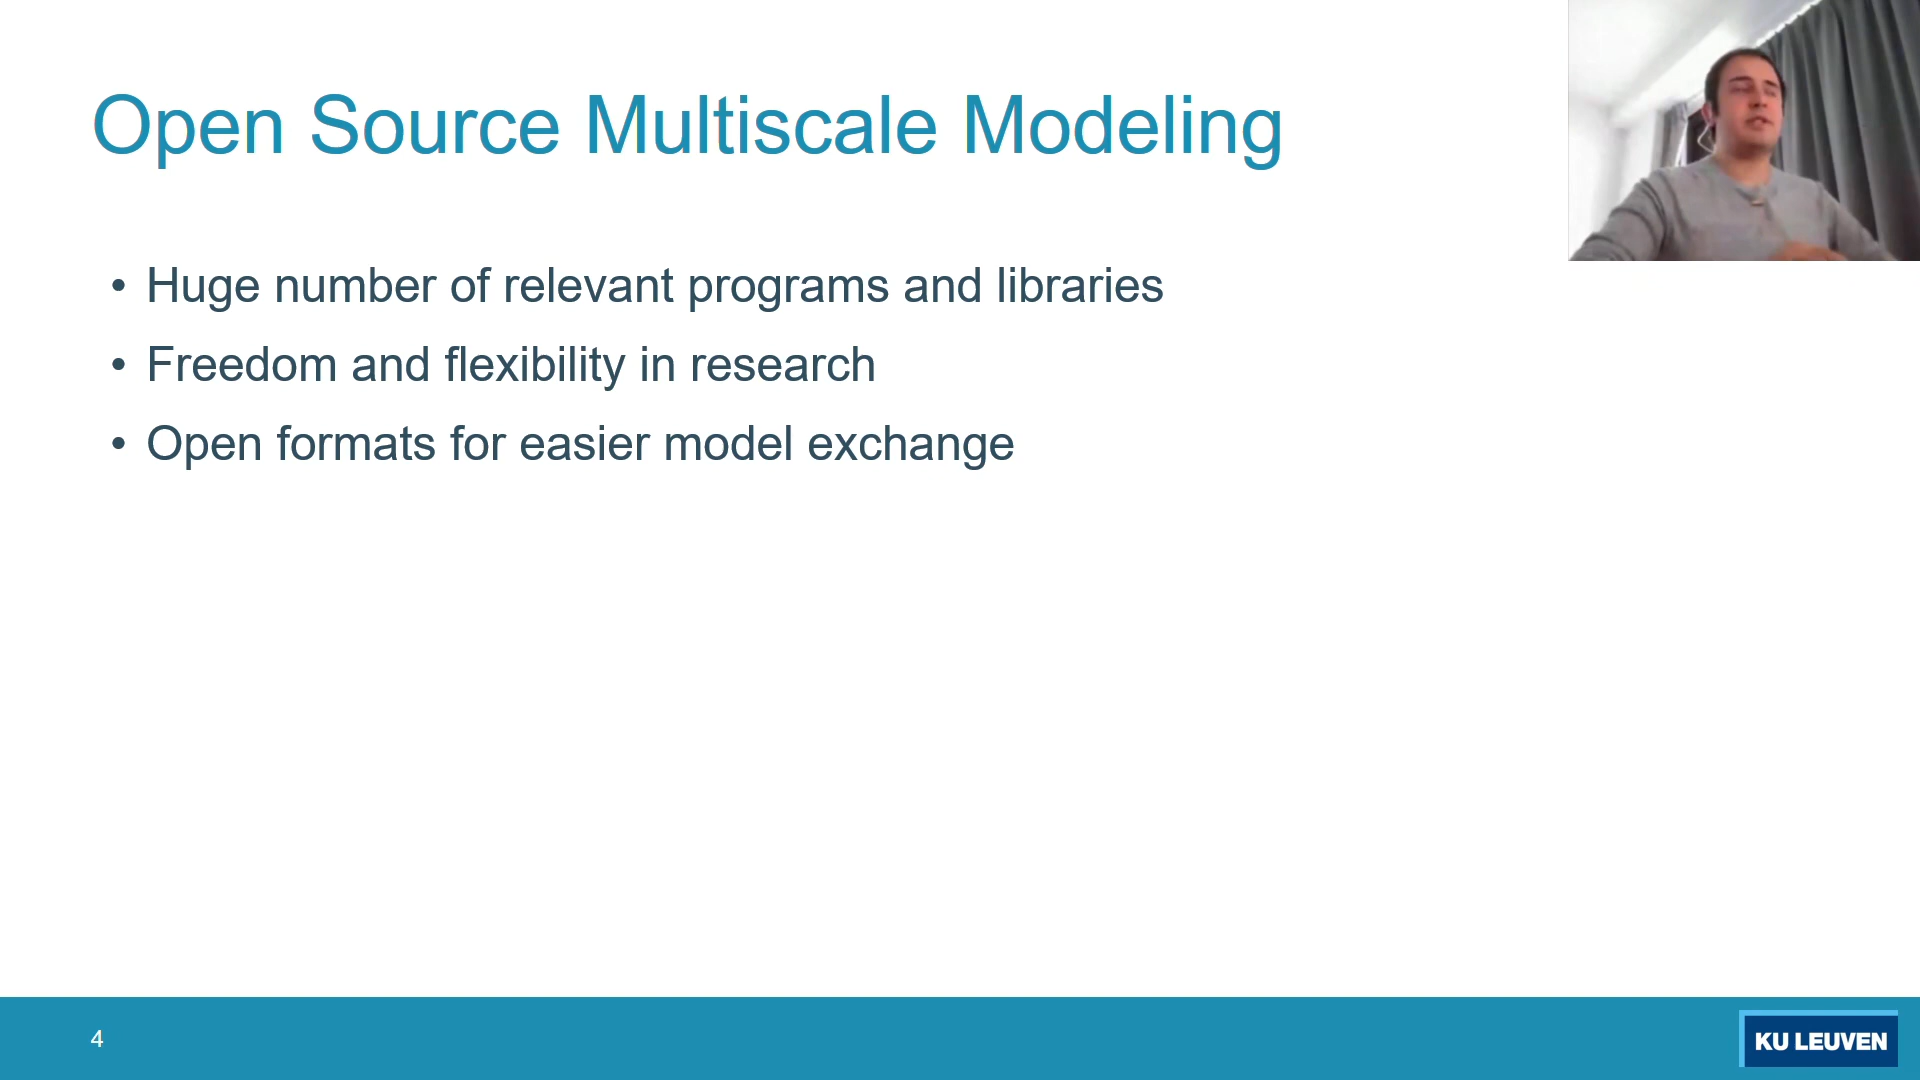 Open Source Multiscale Modeling
• Huge number of relevant programs and libraries
• Freedom and flexibility in research
• Open formats for easier model exchange
4
KU LEUVEN